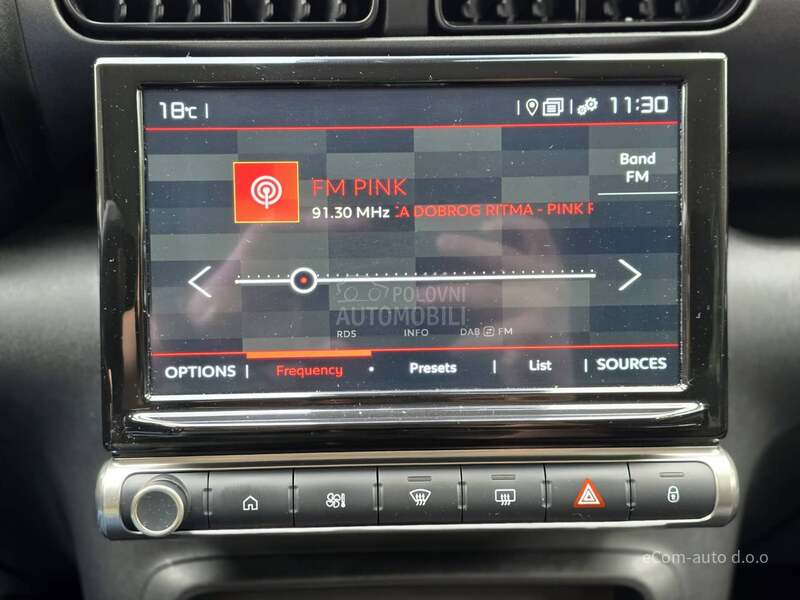 18°C | | | 11:30
Band
FM
FM PINK
91.30 MHz CA DOBROG RITMA - PINK
POLOVNI
AUTOMOBILI
RDS INFO DAB FM
OPTIONS | Frequency • Presets | List | SOURCES
eCom-auto d.o.o